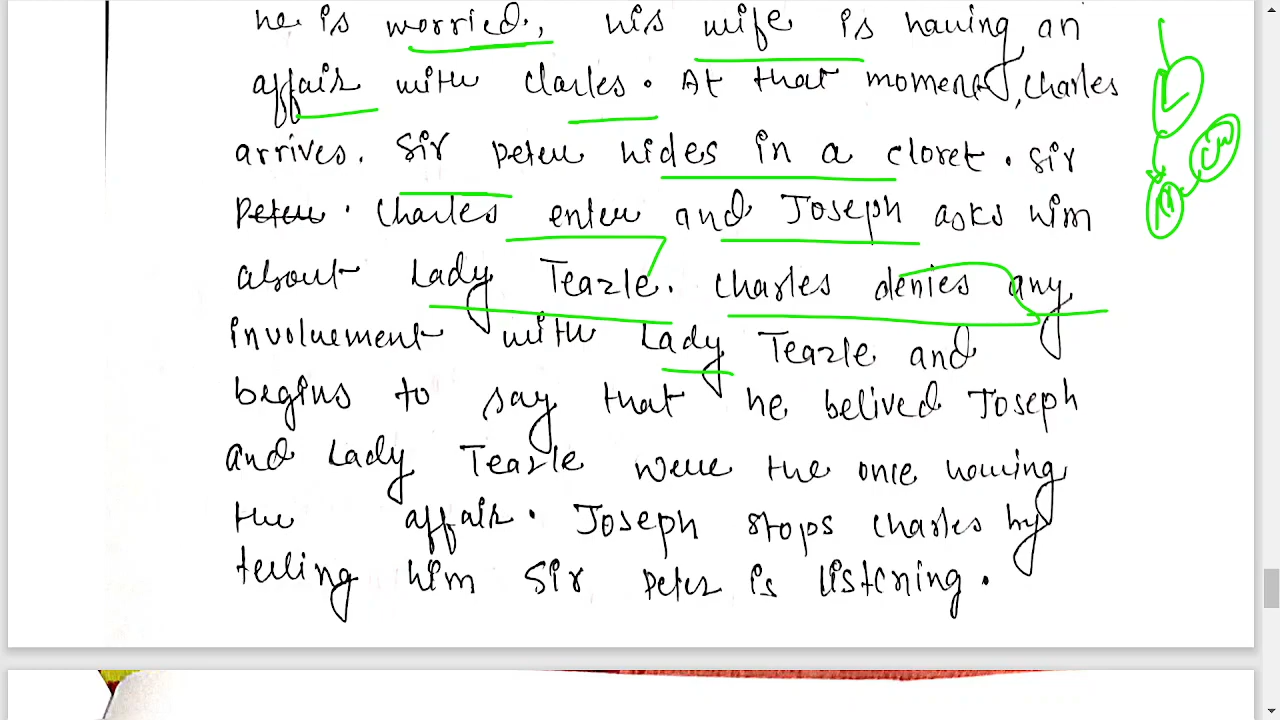 he is worried, his wife is having an
affair with Charles. At that moment, Charles
arrives. Sir Peter hides in a closet. Sir
Peter. Charles enter and Joseph asks him
about Lady Teazle. Charles denies any
involvement with Lady Teazle and
begins to say that he belived Joseph
and Lady Teazle were the one having
the affair. Joseph stops Charles by
telling him Sir Peter is listening.